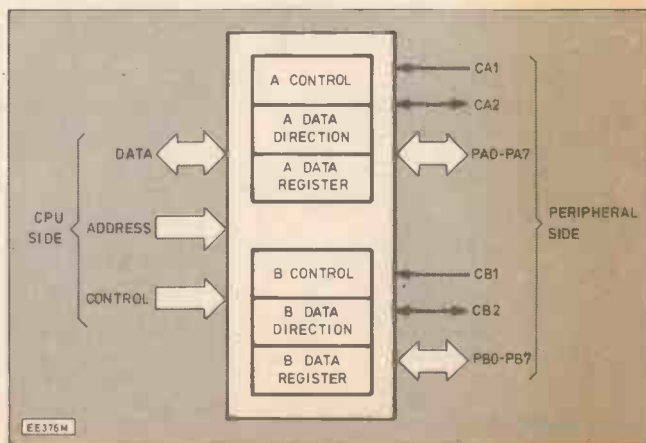 A CONTROL
A DATA
DIRECTION
A DATA
REGISTER
B CONTROL
B DATA
DIRECTION
B DATA
REGISTER
CPU
SIDE
DATA
ADDRESS
CONTROL
CA1
CA2
PA0-PA7
CB1
CB2
PB0-PB7
PERIPHERAL
SIDE
EE376M